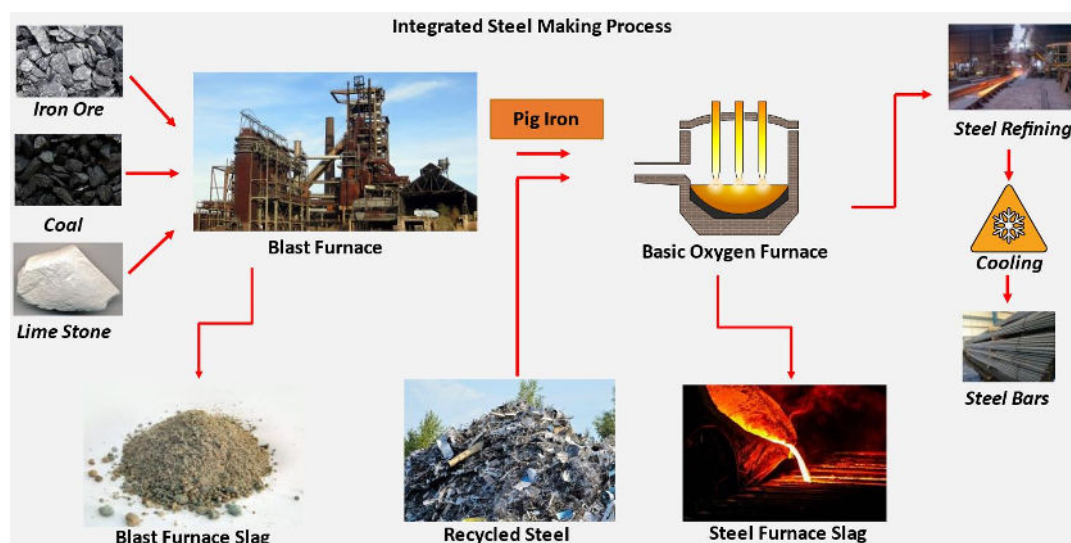 Integrated Steel Making Process
Iron Ore
Coal
Lime Stone
Blast Furnace
Pig Iron
Basic Oxygen Furnace
Steel Refining
Cooling
Steel Bars
Blast Furnace Slag
Recycled Steel
Steel Furnace Slag